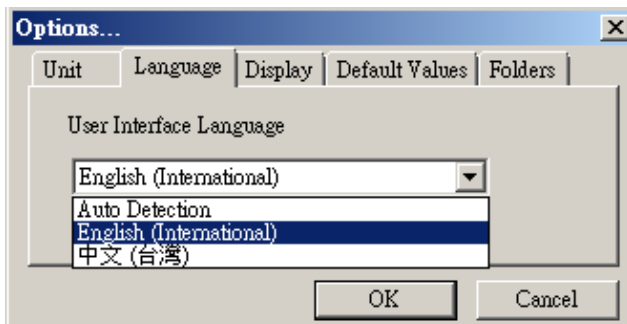 Options...
Unit Language Display Default Values Folders
User Interface Language
English (International)
Auto Detection
English (International)
中文 (台灣)
OK Cancel